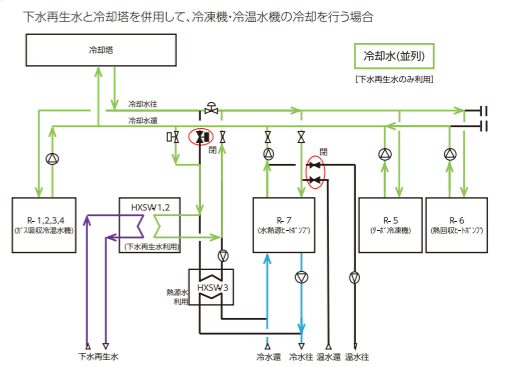 下水再生水と冷却塔を併用して、冷凍機・冷温水機の冷却を行う場合
冷却塔
冷却水(並列)
[下水再生水のみ利用]
冷却水往
冷却水還
閉
閉
R-1,2,3,4
(ガス吸収冷温水機)
HXSW-1,2
(下水再生水利用)
R-7
(水熱源ヒートポンプ)
R-5
(ターボ冷凍機)
R-6
(熱回収ヒートポンプ)
熱源水
利用
HXSW-3
下水再生水
冷水還
冷水往
温水還
温水往